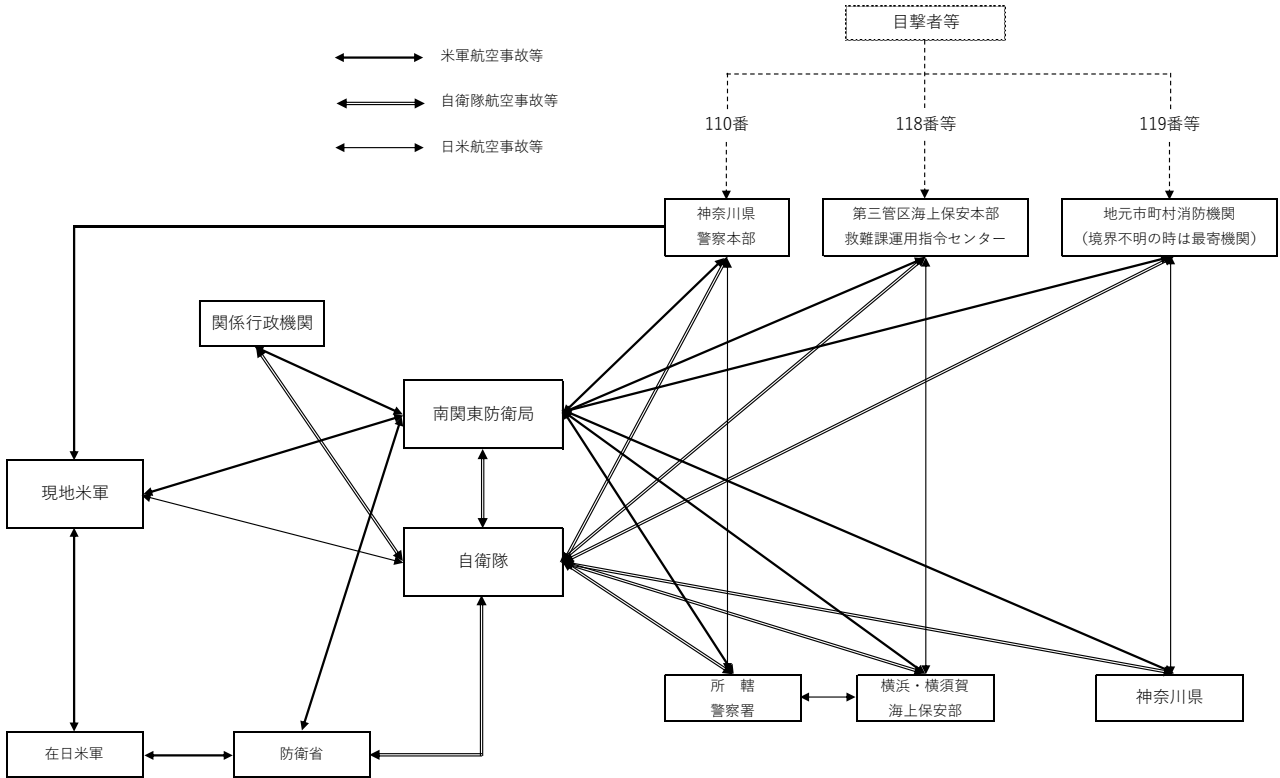 目撃者等
米軍航空事故等
自衛隊航空事故等
日米航空事故等
110番
118番等
119番等
神奈川県
警察本部
第三管区海上保安本部
救難課運用指令センター
地元市町村消防機関
（境界不明の時は最寄機関）
関係行政機関
南関東防衛局
現地米軍
自衛隊
所　轄
警察署
横浜・横須賀
海上保安部
神奈川県
在日米軍
防衛省